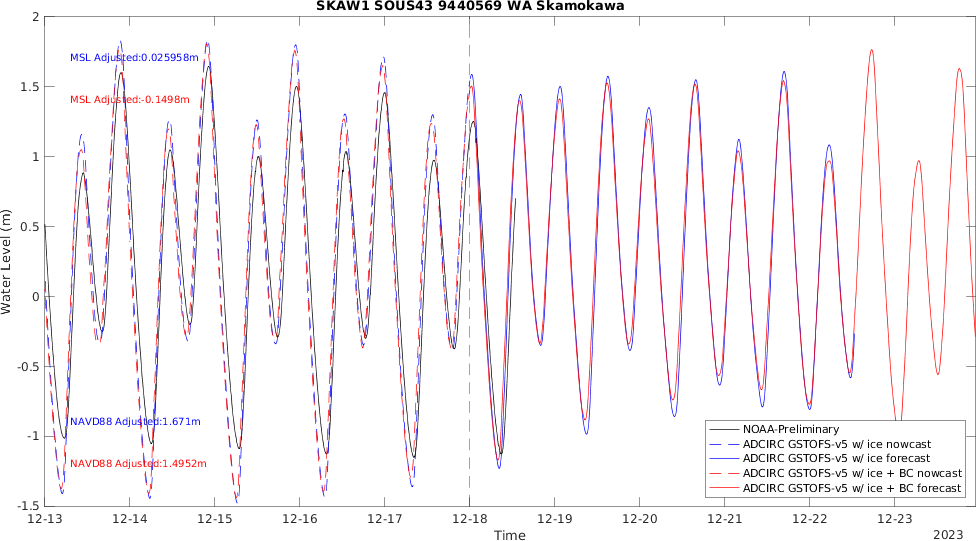 SKAW1 SOUS43 9440569 WA Skamokawa
2
1.5
1
0.5
0
-0.5
-1
-1.5
Water Level (m)
MSL Adjusted:0.025958m
MSL Adjusted:-0.1498m
NAVD88 Adjusted:1.671m
NAVD88 Adjusted:1.4952m
NOAA-Preliminary
ADCIRC GSTOFS-v5 w/ ice nowcast
ADCIRC GSTOFS-v5 w/ ice forecast
ADCIRC GSTOFS-v5 w/ ice + BC nowcast
ADCIRC GSTOFS-v5 w/ ice + BC forecast
12-13 12-14 12-15 12-16 12-17 12-18 12-19 12-20 12-21 12-22 12-23
Time
2023